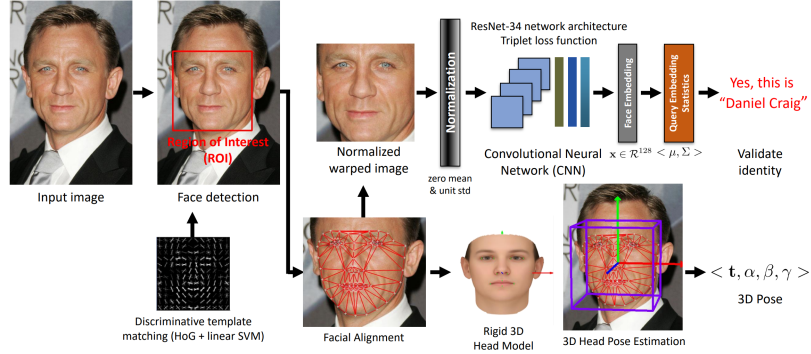 ResNet-34 network architecture
Triplet loss function
Normalization
Face Embedding
Query Embedding
Statistics
Yes, this is
“Daniel Craig”
Region of Interest
(ROI)
Normalized
warped image
zero mean
& unit std
Convolutional Neural
Network (CNN)
x ∈ R¹²⁸
< μ, Σ >
Validate
identity
Input image
Face detection
Discriminative template
matching (HoG + linear SVM)
Facial Alignment
Rigid 3D
Head Model
3D Head Pose Estimation
< t, α, β, γ >
3D Pose